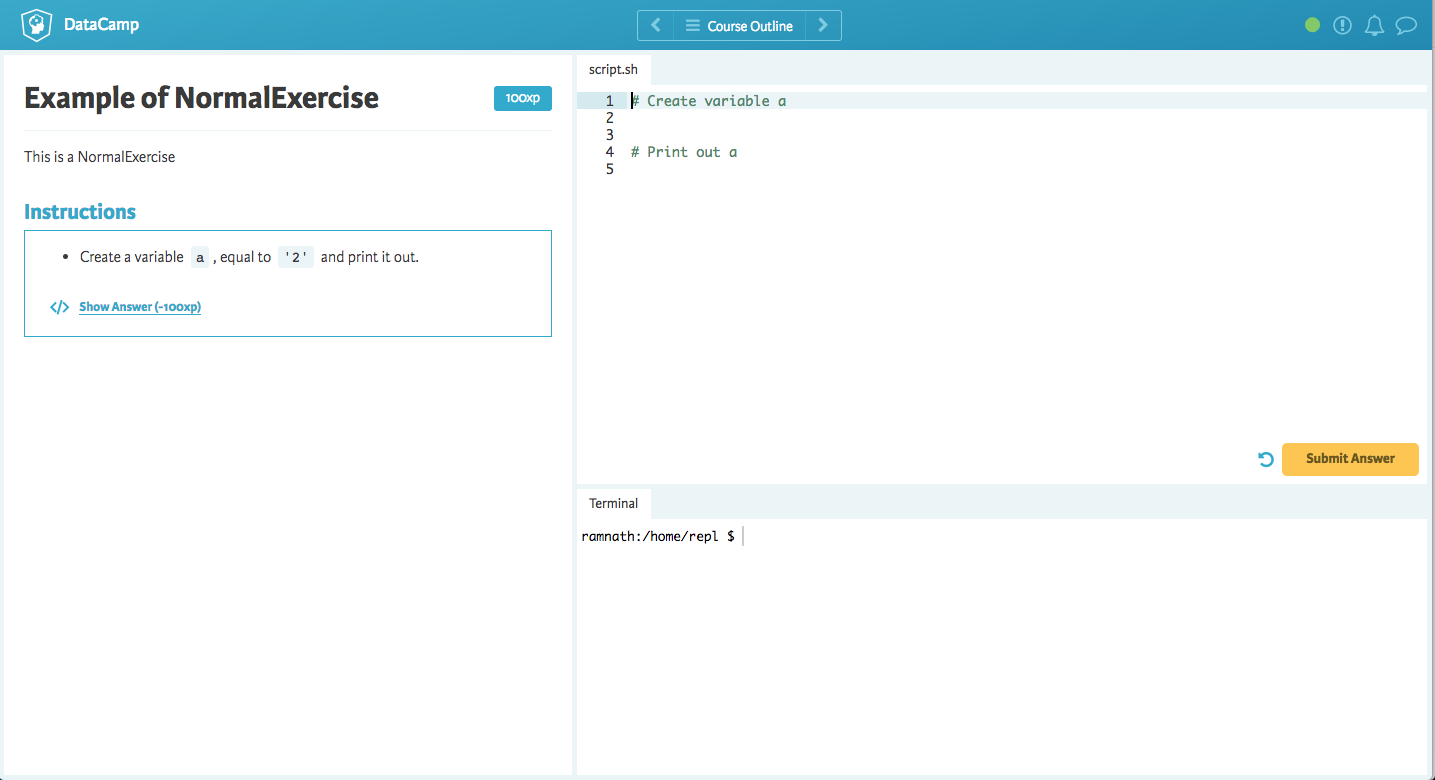 DataCamp
Course Outline
Example of NormalExercise
100xp
This is a NormalExercise
Instructions
• Create a variable a , equal to '2' and print it out.
</> Show Answer (-100xp)
script.sh
1 # Create variable a
2
3
4 # Print out a
5
Submit Answer
Terminal
ramnath:/home/repl $